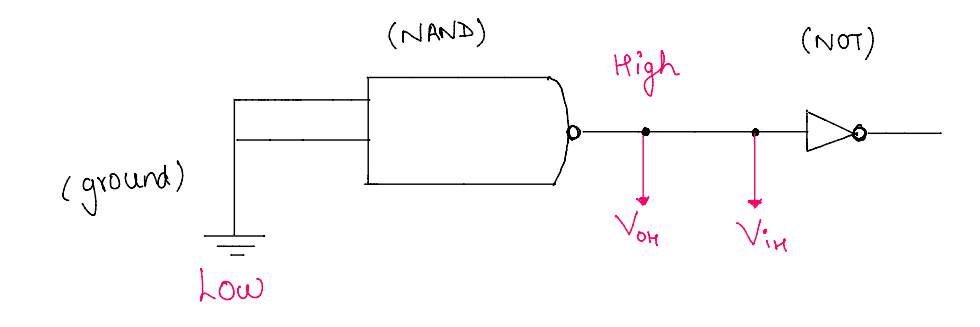 (NAND)
(NOT)
High
(ground)
VOH
ViH
Low